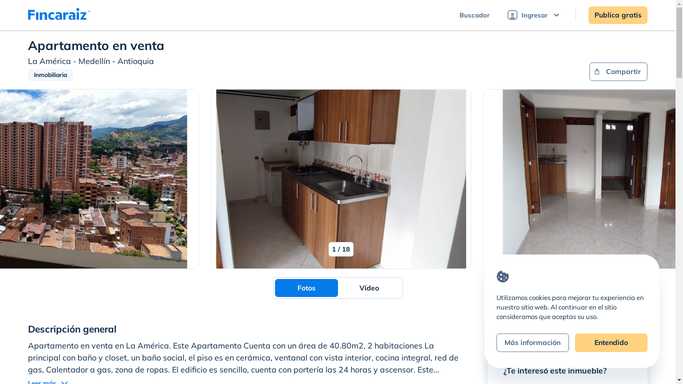 Fincaraiz
Buscador
Ingresar
Publica gratis
Apartamento en venta
La América - Medellín - Antioquia
Inmobiliaria
Compartir
1 / 18
Fotos
Video
Utilizamos cookies para mejorar tu experiencia en
nuestro sitio web. Al continuar en el sitio
consideramos que aceptas su uso.
Más información
Entendido
Descripción general
Apartamento en venta en La América. Este Apartamento Cuenta con un área de 40.80m2, 2 habitaciones La
principal con baño y closet, un baño social, el piso es en cerámica, ventanal con vista interior, cocina integral, red de
gas, Calentador a gas, zona de ropas. El edificio es sencillo, cuenta con portería las 24 horas y ascensor. Este...
Leer más
¿Te interesó este inmueble?